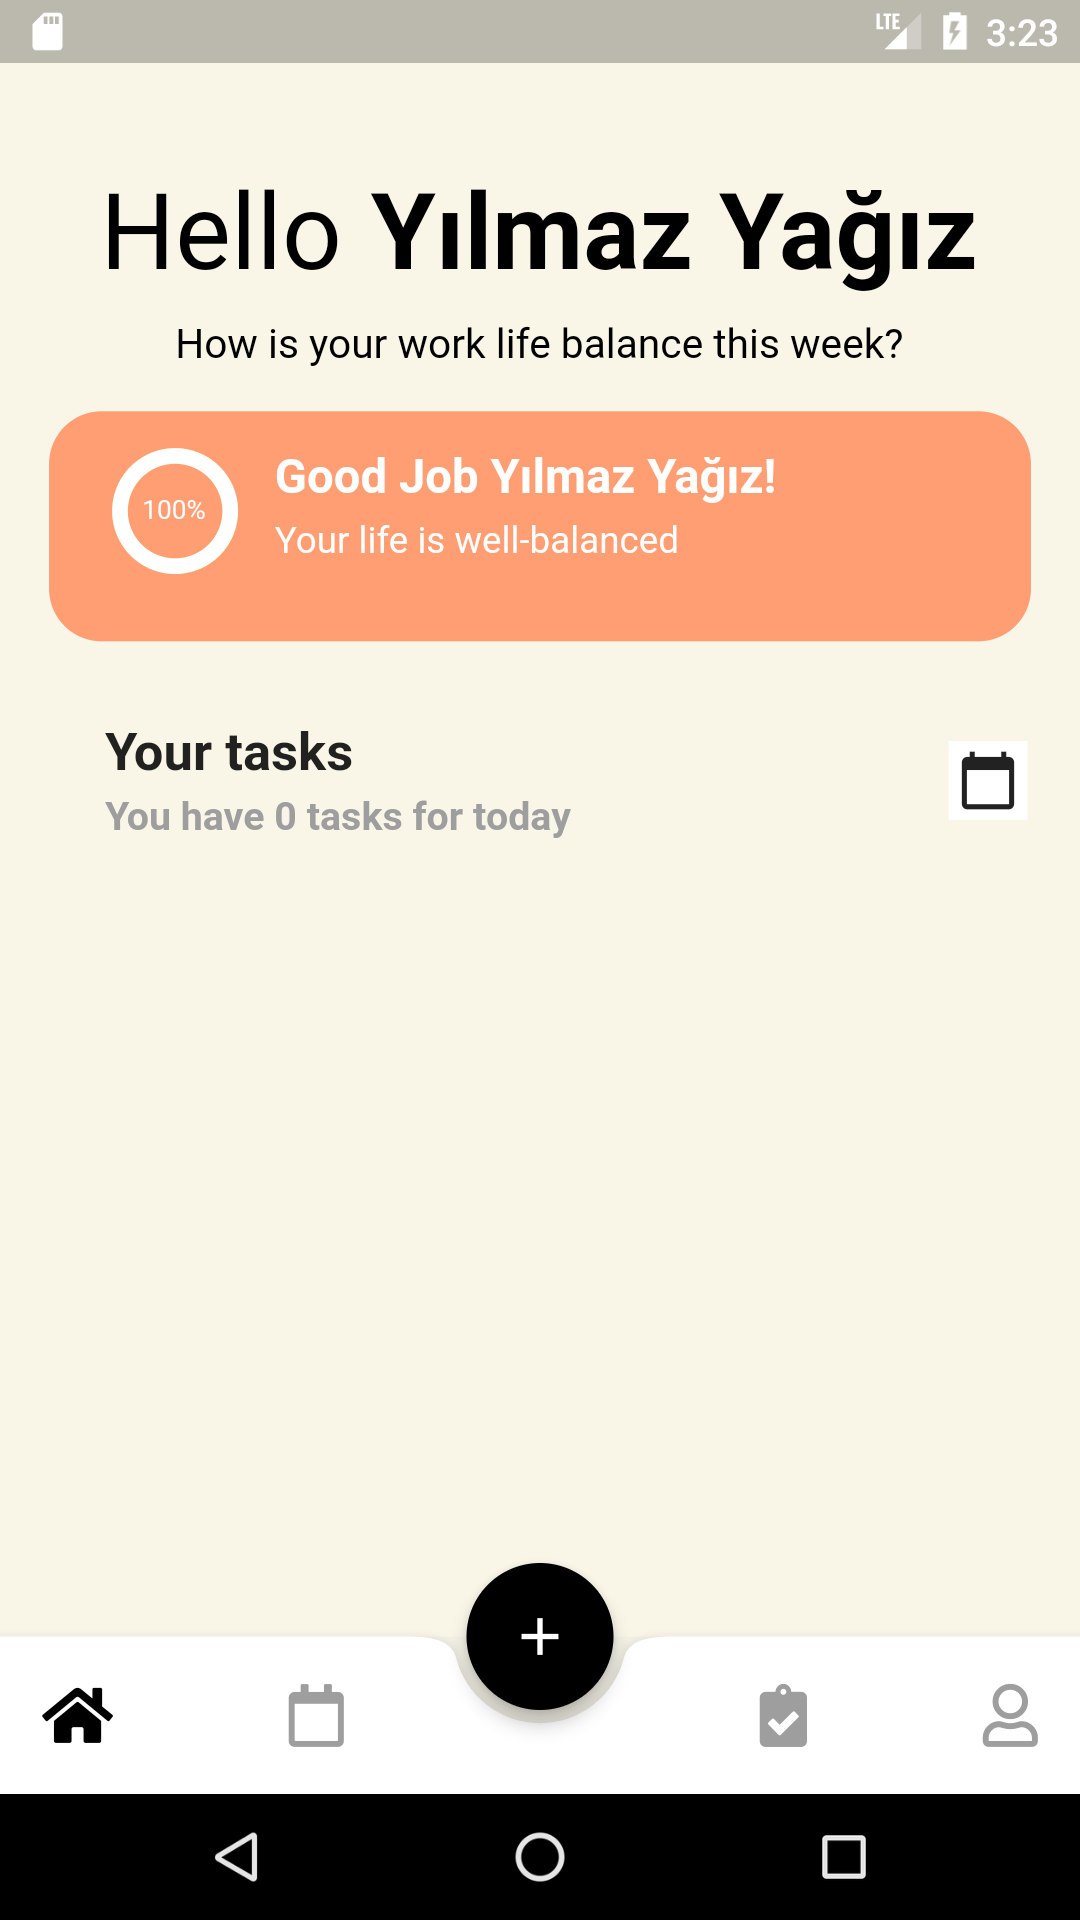 LTE 3:23
Hello Yılmaz Yağız
How is your work life balance this week?
100%
Good Job Yılmaz Yağız!
Your life is well-balanced
Your tasks
You have 0 tasks for today